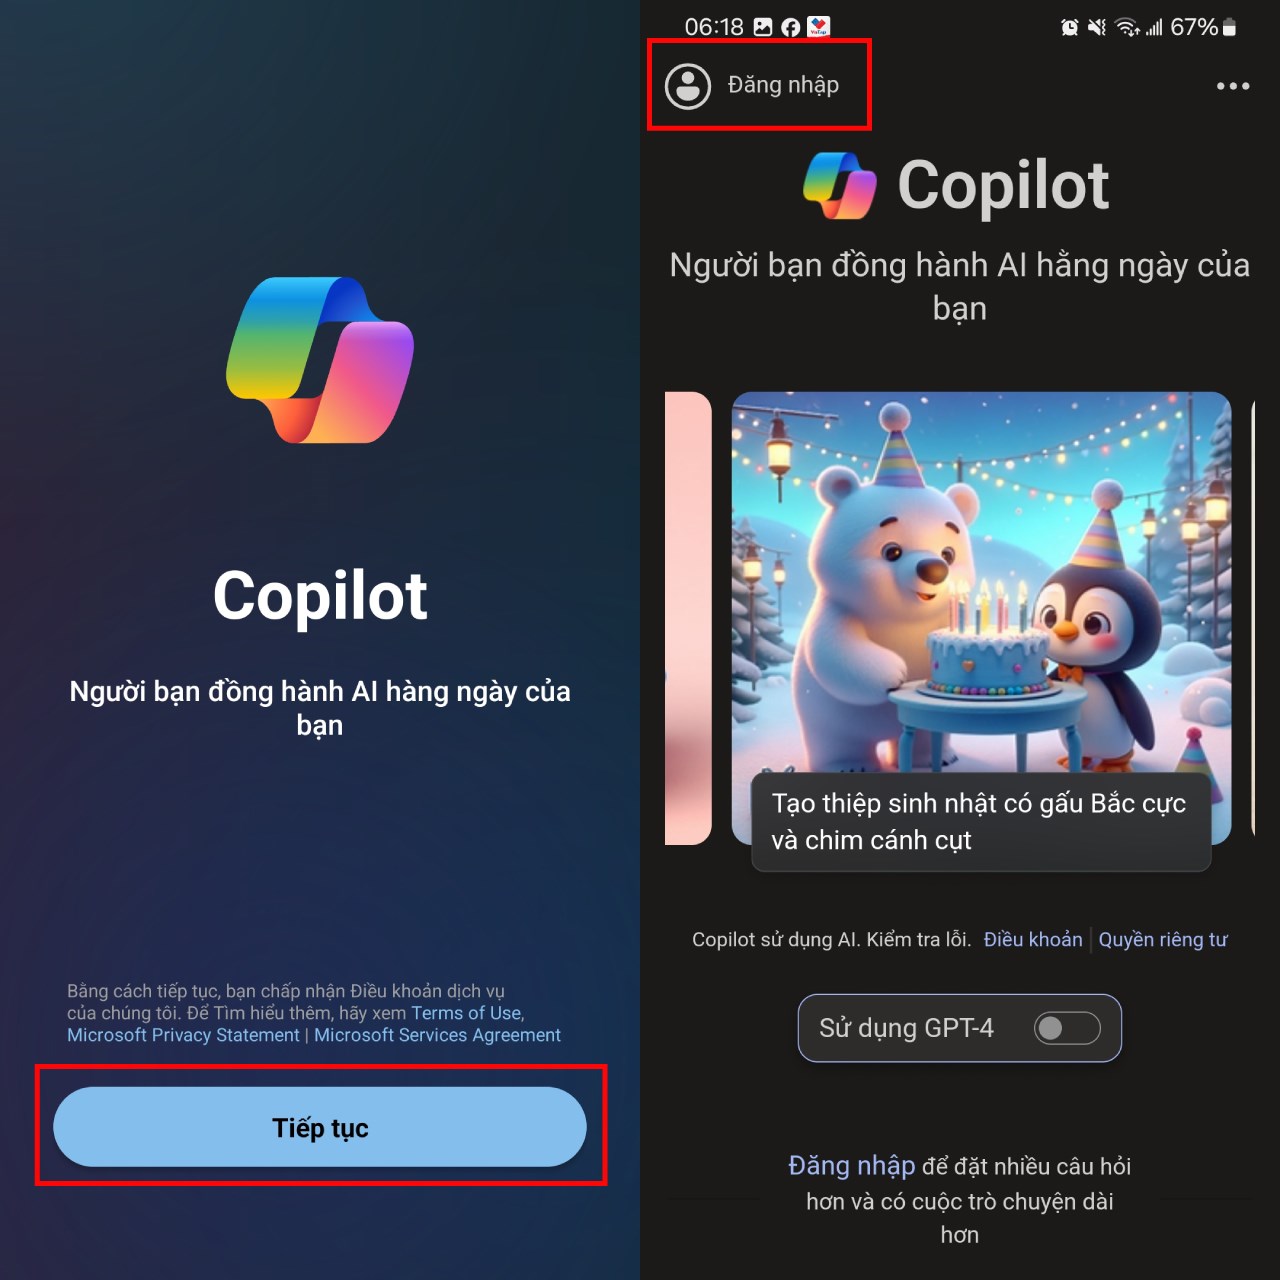 Copilot
Người bạn đồng hành AI hàng ngày của
bạn
Bằng cách tiếp tục, bạn chấp nhận Điều khoản dịch vụ
của chúng tôi. Để Tìm hiểu thêm, hãy xem Terms of Use,
Microsoft Privacy Statement | Microsoft Services Agreement
Tiếp tục
06:18 67%
Đăng nhập
Copilot
Người bạn đồng hành AI hằng ngày của
bạn
Tạo thiệp sinh nhật có gấu Bắc cực
và chim cánh cụt
Copilot sử dụng AI. Kiểm tra lỗi. Điều khoản | Quyền riêng tư
Sử dụng GPT-4
Đăng nhập để đặt nhiều câu hỏi
hơn và có cuộc trò chuyện dài
hơn